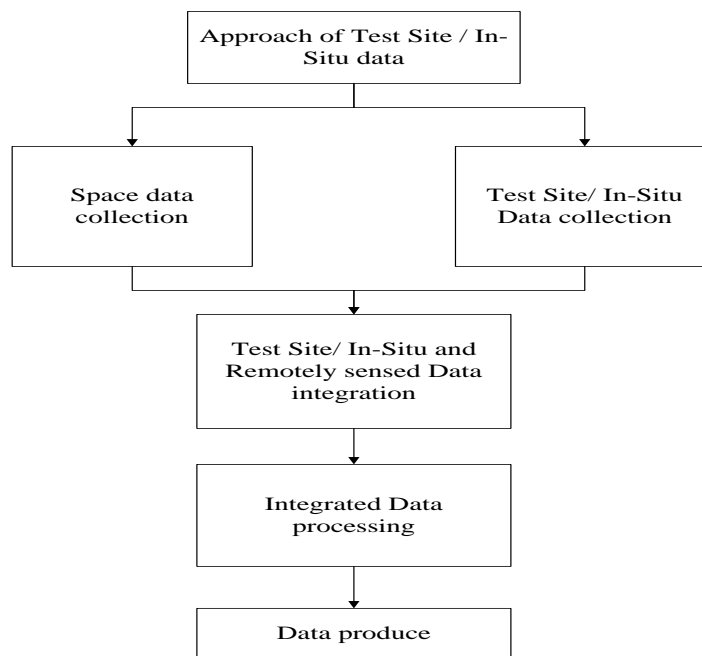 Approach of Test Site / In-
Situ data
Space data
collection
Test Site/ In-Situ
Data collection
Test Site/ In-Situ and
Remotely sensed Data
integration
Integrated Data
processing
Data produce